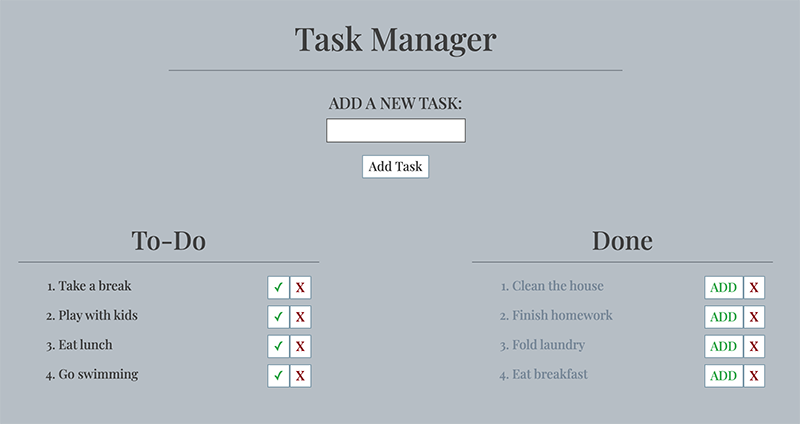 Task Manager
ADD A NEW TASK:
Add Task
To-Do
1. Take a break ✓ X
2. Play with kids ✓ X
3. Eat lunch ✓ X
4. Go swimming ✓ X
Done
1. Clean the house ADD X
2. Finish homework ADD X
3. Fold laundry ADD X
4. Eat breakfast ADD X